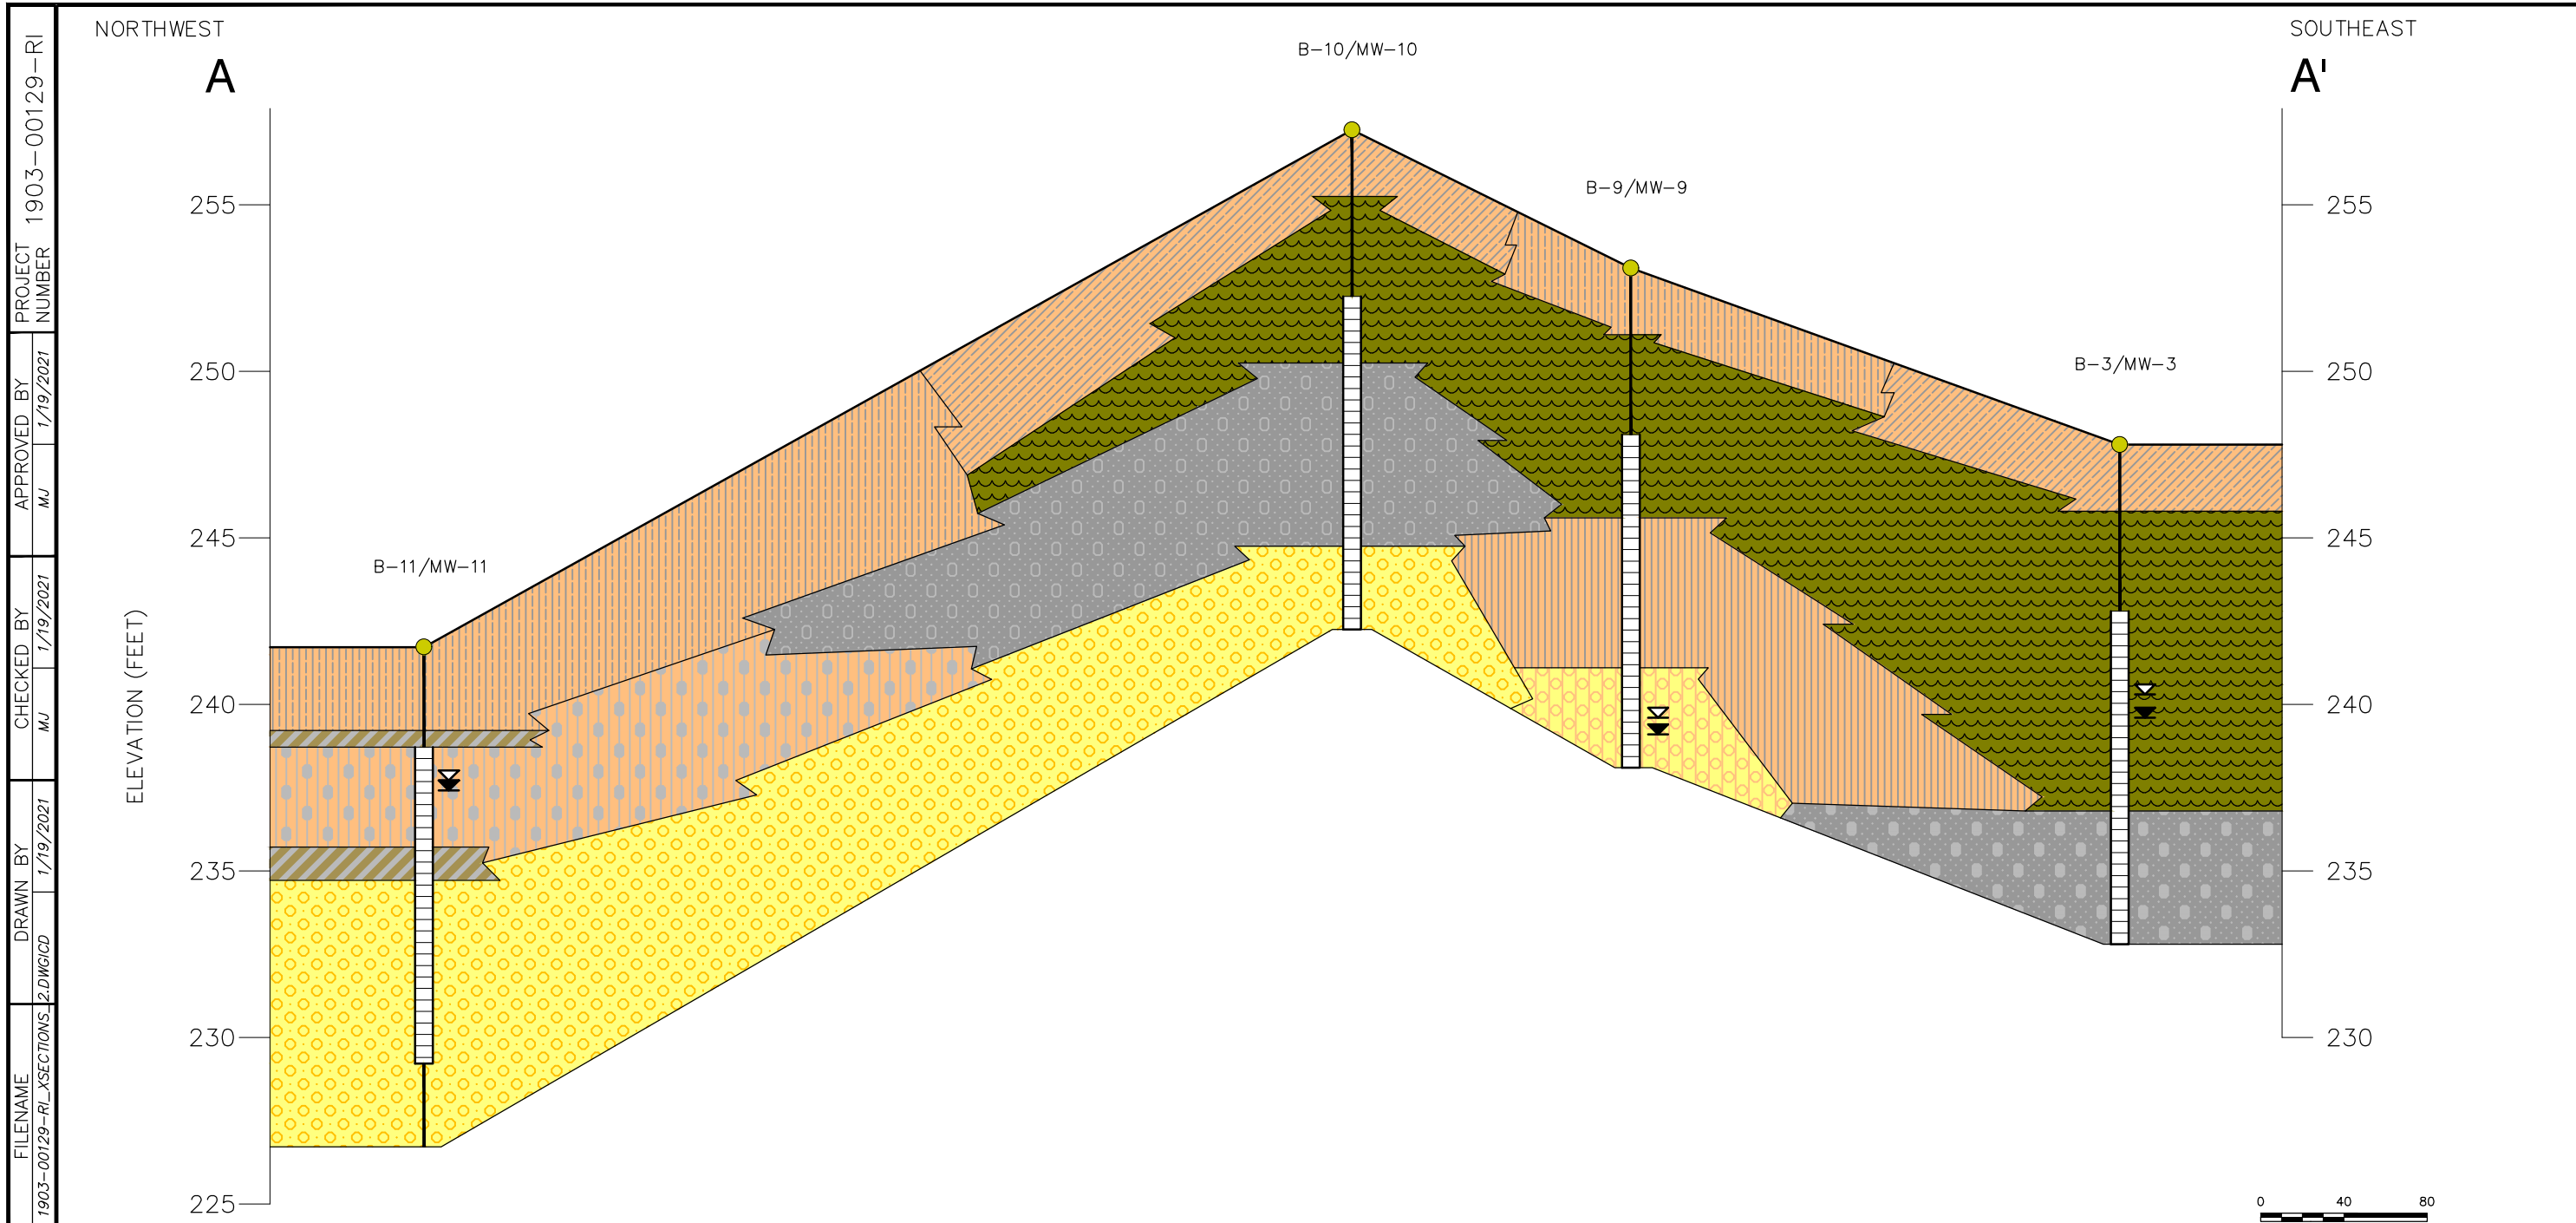 NORTHWEST
A
SOUTHEAST
A'
B-10/MW-10
B-9/MW-9
B-3/MW-3
B-11/MW-11
ELEVATION (FEET)
255
250
245
240
235
230
225
255
250
245
240
235
230
0 40 80
PROJECT NUMBER
1903-00129-RI
APPROVED BY
MJ
1/19/2021
CHECKED BY
MJ
1/19/2021
DRAWN BY
CD
1/19/2021
FILENAME
1903-00129-RI_XSECTIONS_2.DWG